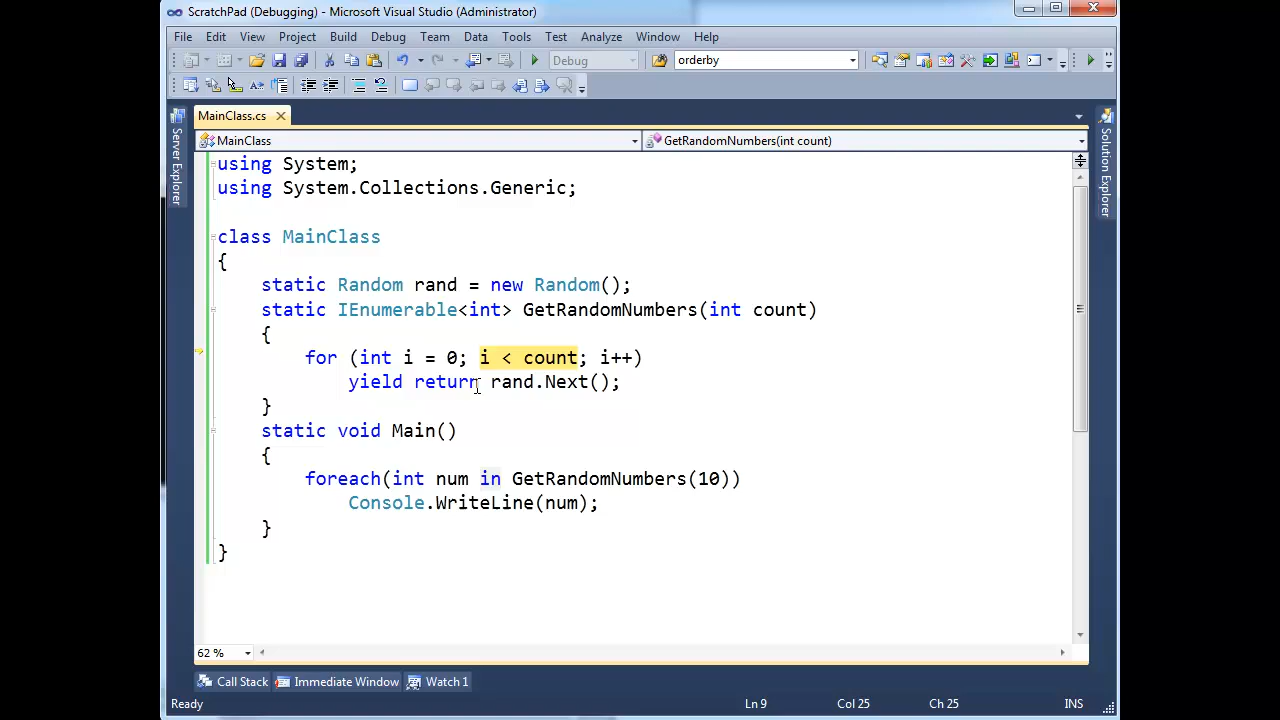 ScratchPad (Debugging) - Microsoft Visual Studio (Administrator)
File Edit View Project Build Debug Team Data Tools Test Analyze Window Help
Debug orderby
MainClass.cs
MainClass GetRandomNumbers(int count)
Server Explorer
Solution Explorer
using System;
using System.Collections.Generic;
class MainClass
{
static Random rand = new Random();
static IEnumerable<int> GetRandomNumbers(int count)
{
for (int i = 0; i < count; i++)
yield return rand.Next();
}
static void Main()
{
foreach(int num in GetRandomNumbers(10))
Console.WriteLine(num);
}
}
62 %
Call Stack Immediate Window Watch 1
Ready Ln 9 Col 25 Ch 25 INS